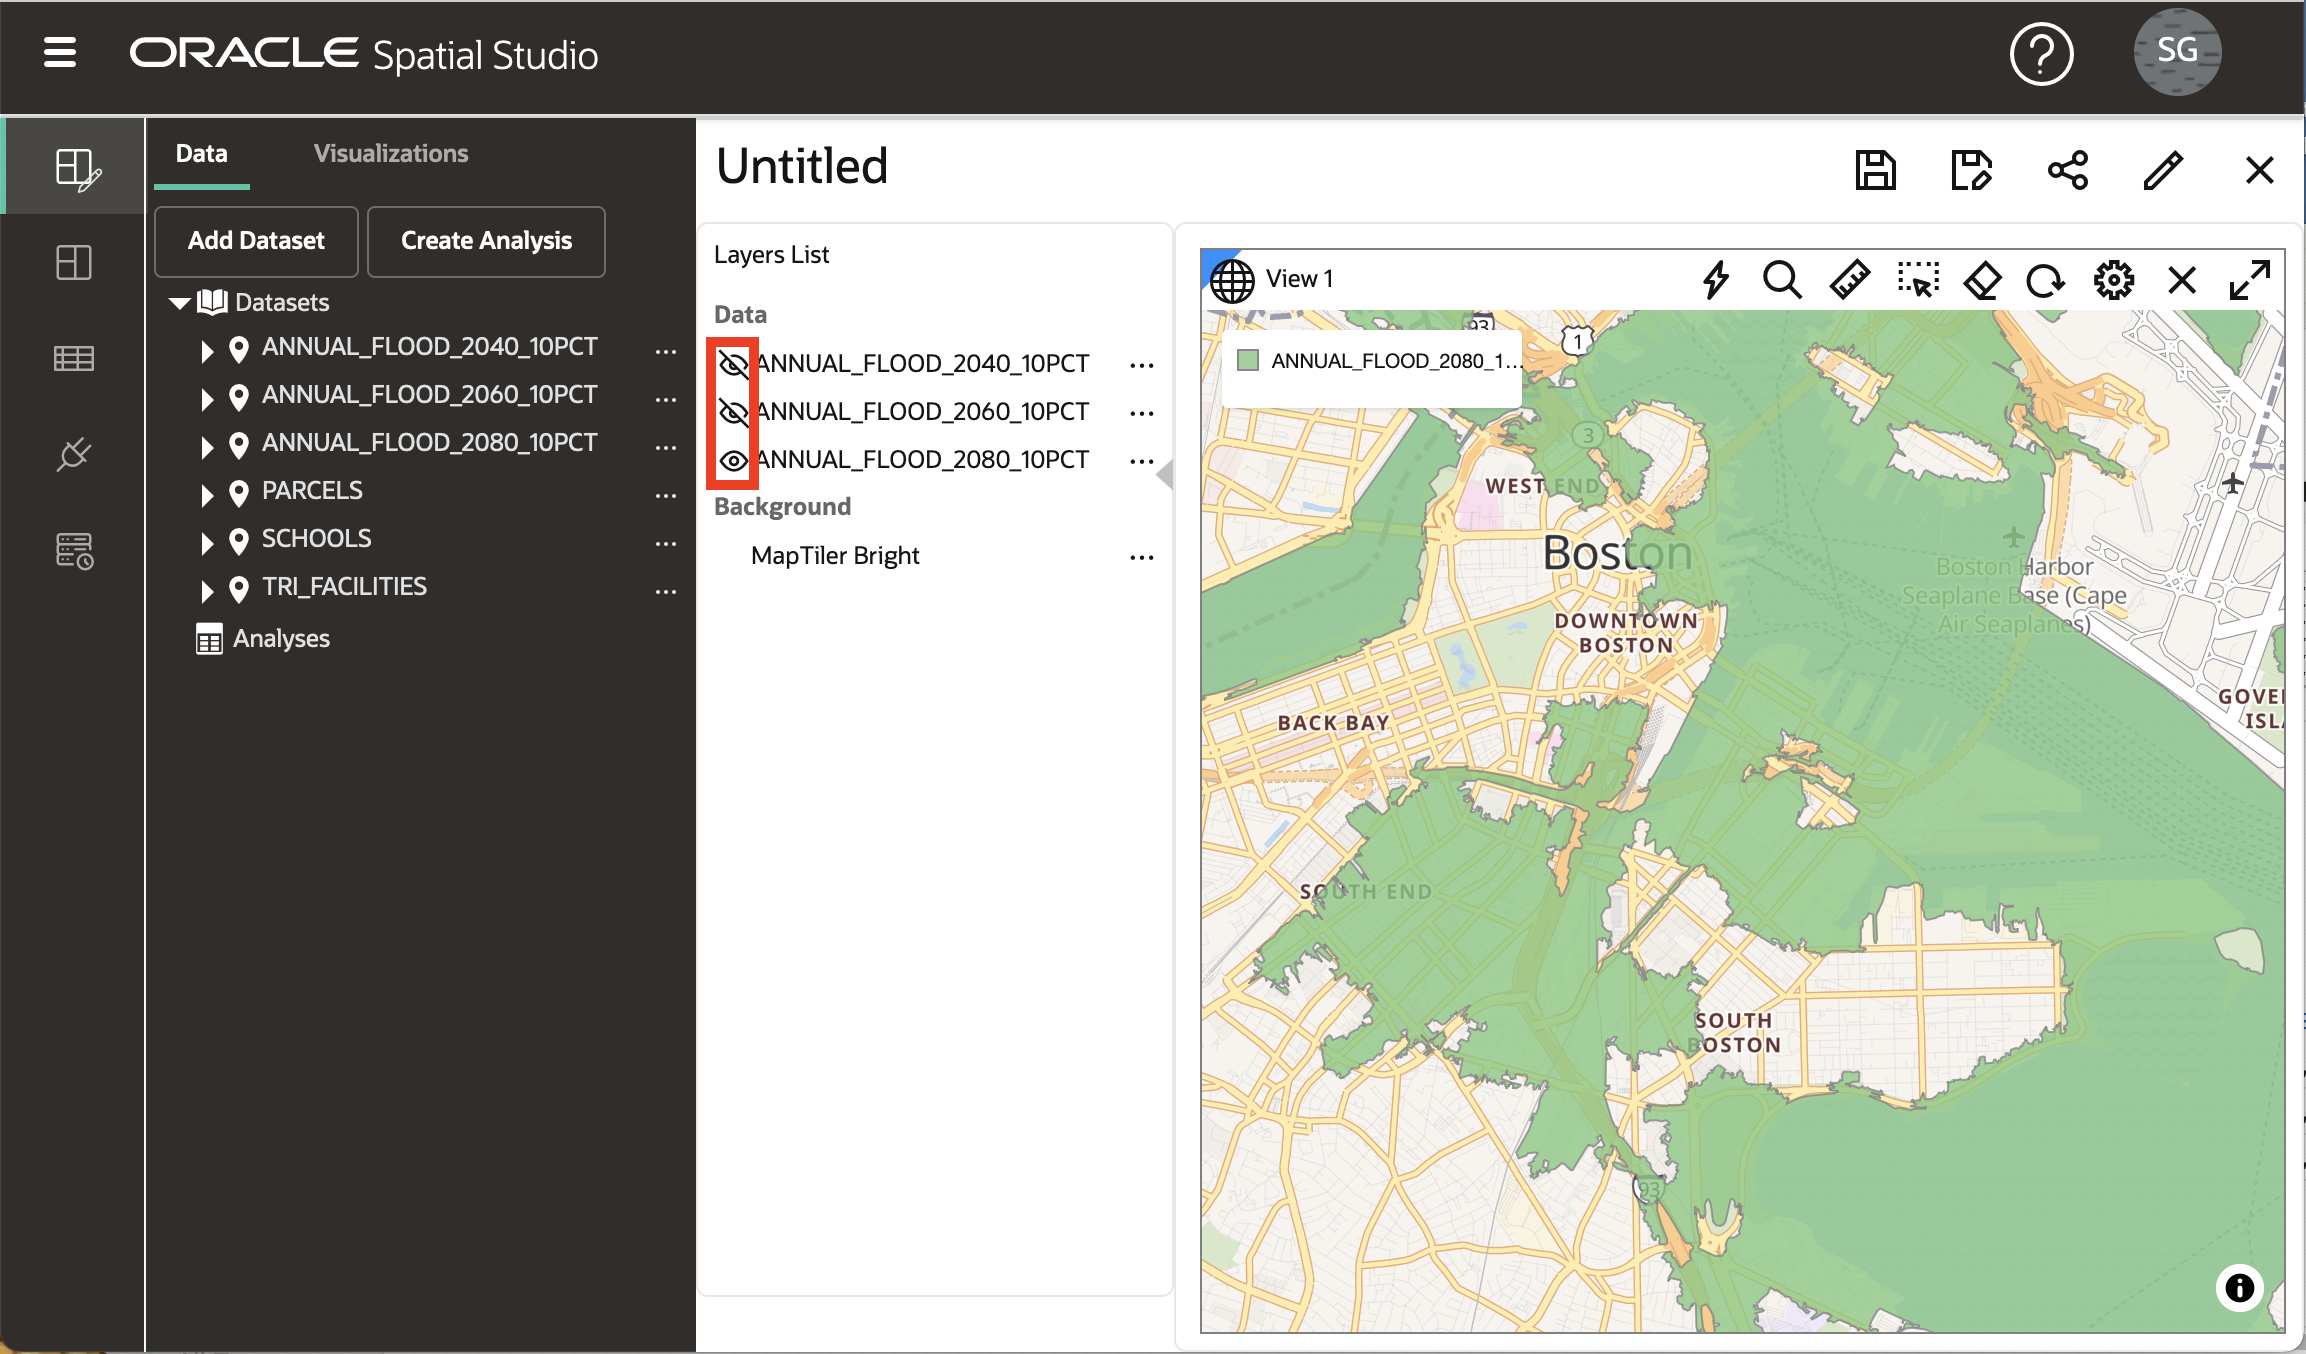 ORACLE Spatial Studio
SG
Data
Visualizations
Untitled
Add Dataset
Create Analysis
Datasets
ANNUAL_FLOOD_2040_10PCT
ANNUAL_FLOOD_2060_10PCT
ANNUAL_FLOOD_2080_10PCT
PARCELS
SCHOOLS
TRI_FACILITIES
Analyses
Layers List
Data
ANNUAL_FLOOD_2040_10PCT
ANNUAL_FLOOD_2060_10PCT
ANNUAL_FLOOD_2080_10PCT
Background
MapTiler Bright
View 1
93
1
ANNUAL_FLOOD_2080_1...
3
WEST END
Boston
Boston Harbor
Seaplane Base (Cape
Air Seaplanes)
DOWNTOWN
BOSTON
GOVE
ISL
BACK BAY
SOUTH END
SOUTH
BOSTON
93